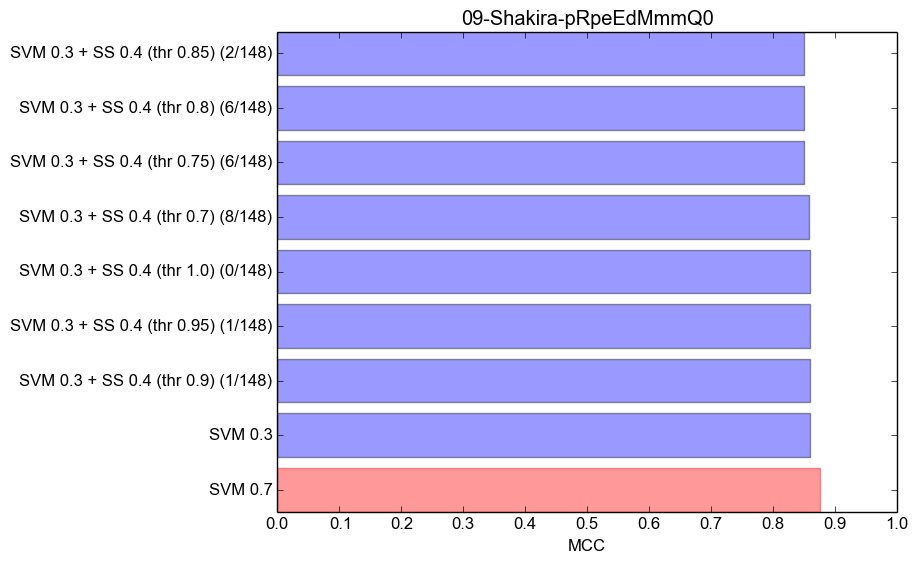 09-Shakira-pRpeEdMmmQ0
SVM 0.3 + SS 0.4 (thr 0.85) (2/148)
SVM 0.3 + SS 0.4 (thr 0.8) (6/148)
SVM 0.3 + SS 0.4 (thr 0.75) (6/148)
SVM 0.3 + SS 0.4 (thr 0.7) (8/148)
SVM 0.3 + SS 0.4 (thr 1.0) (0/148)
SVM 0.3 + SS 0.4 (thr 0.95) (1/148)
SVM 0.3 + SS 0.4 (thr 0.9) (1/148)
SVM 0.3
SVM 0.7
0.0 0.1 0.2 0.3 0.4 0.5 0.6 0.7 0.8 0.9 1.0
MCC